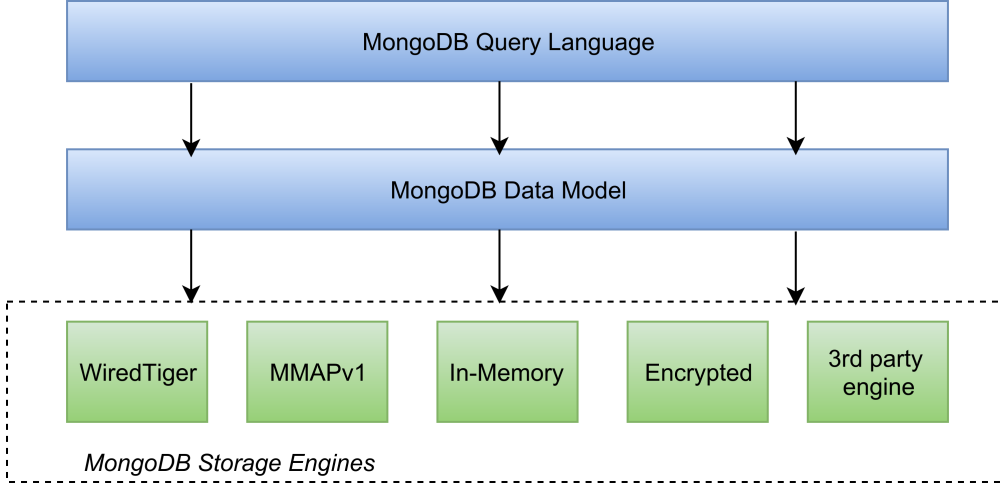 MongoDB Query Language
MongoDB Data Model
WiredTiger
MMAPv1
In-Memory
Encrypted
3rd party
engine
MongoDB Storage Engines